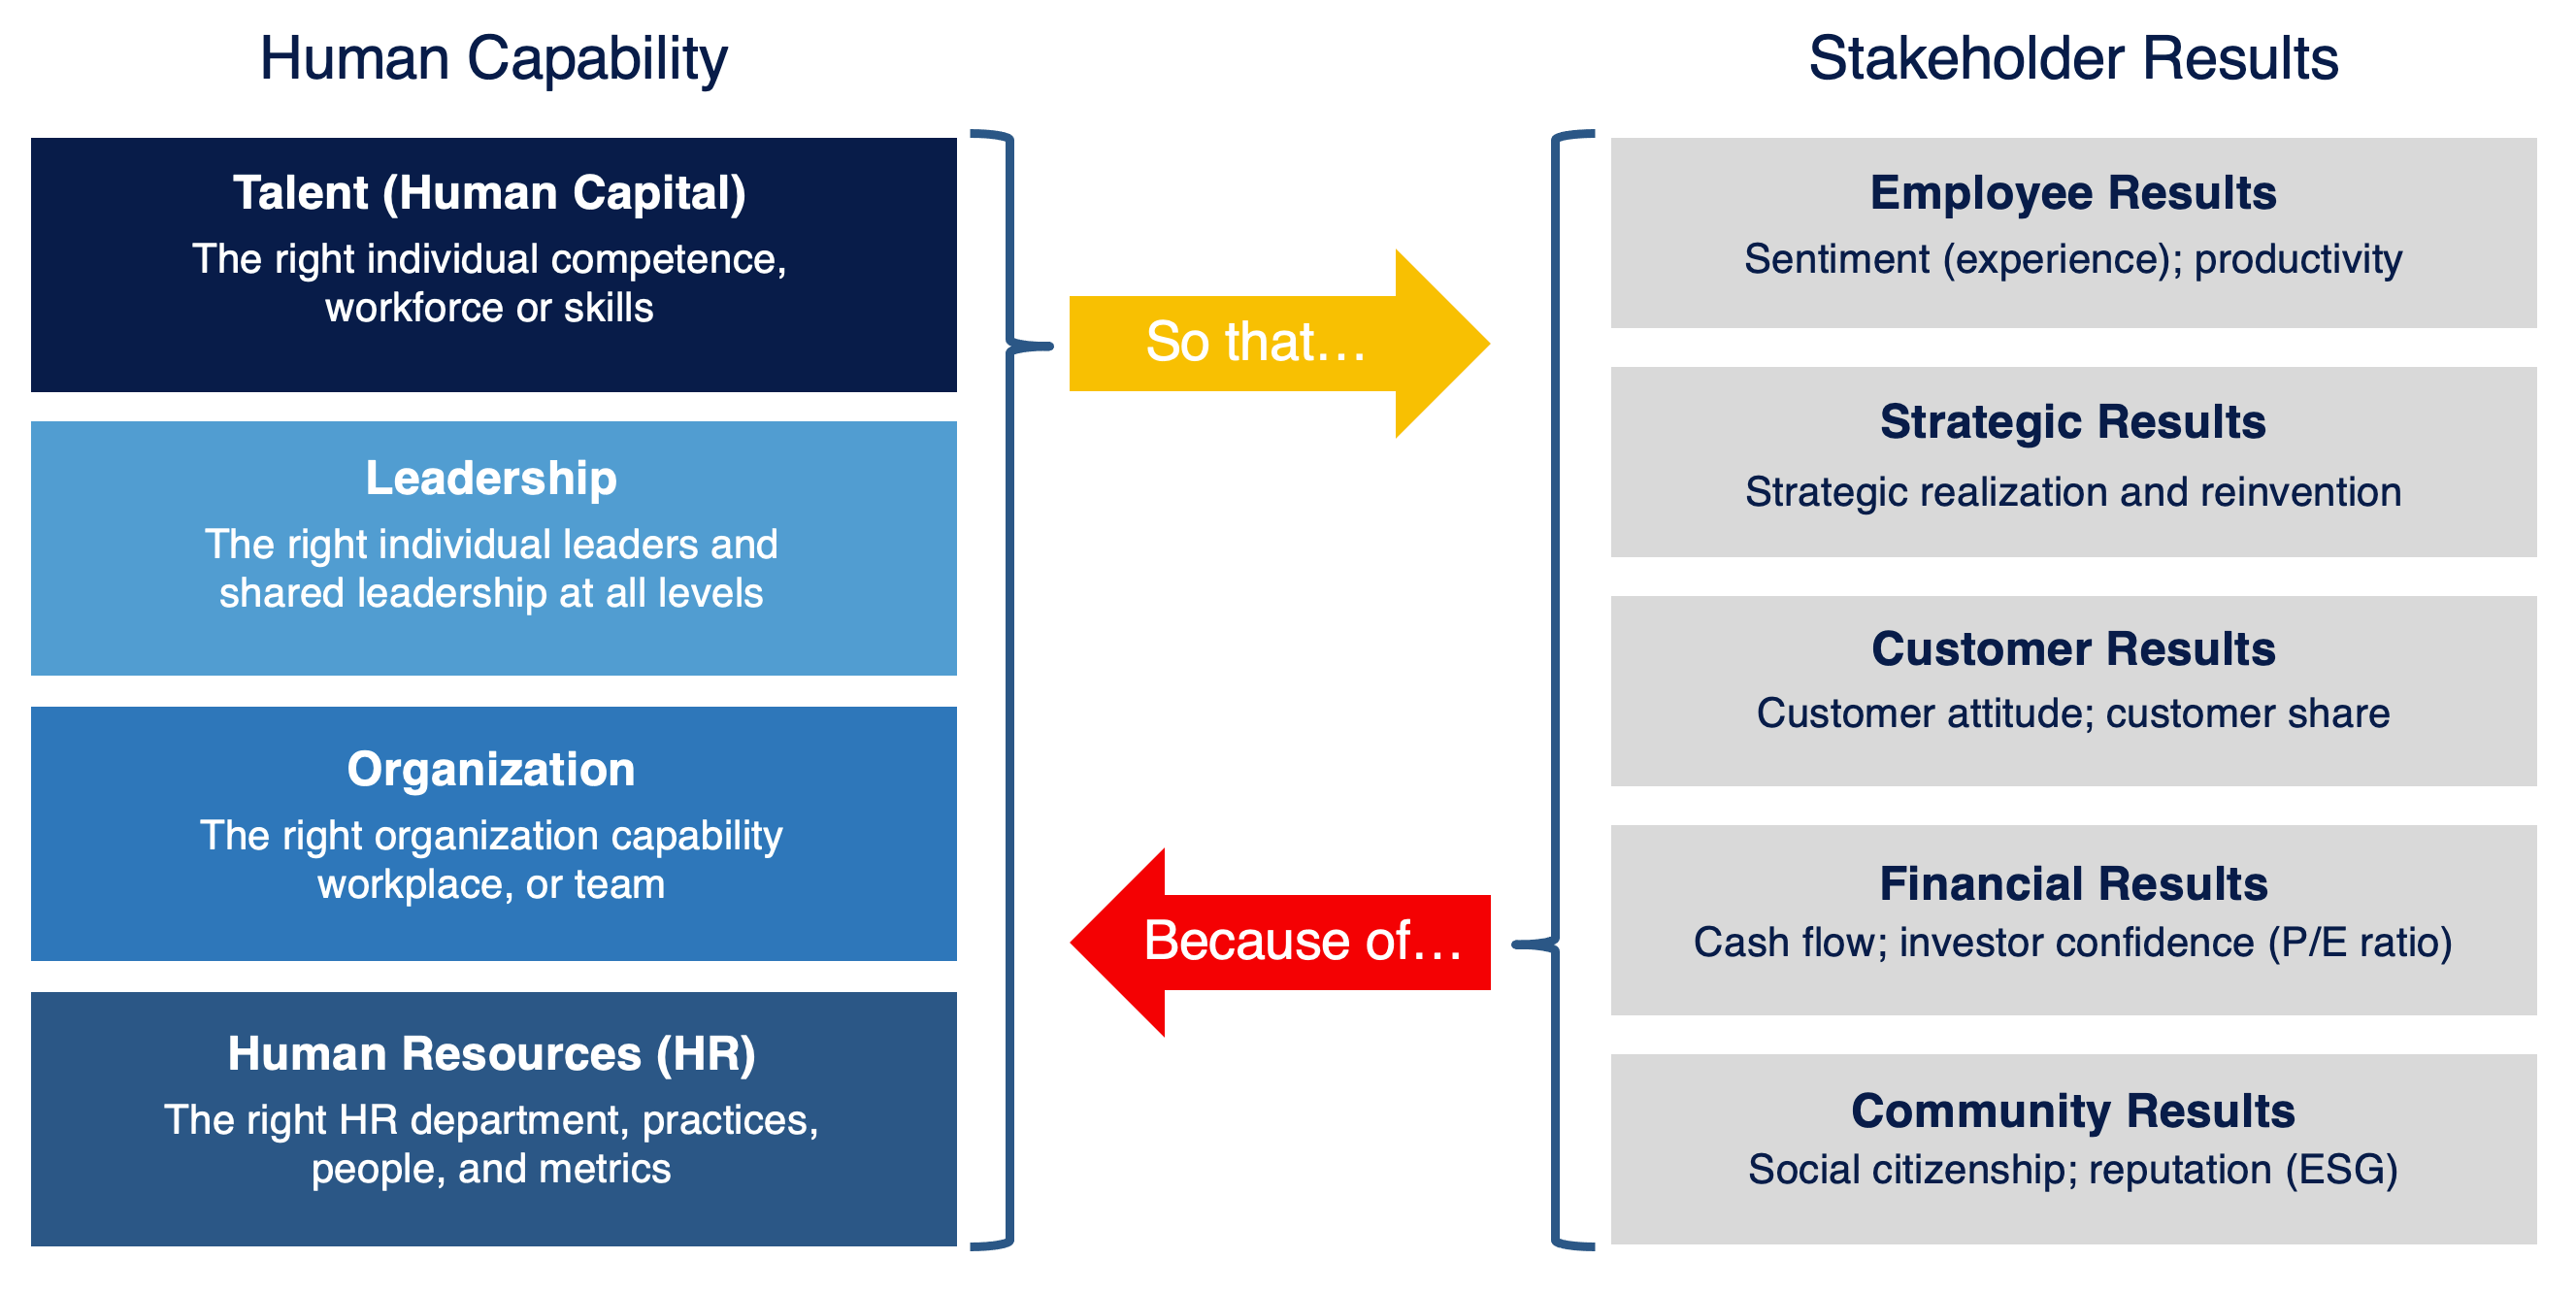 Human Capability
Talent (Human Capital)
The right individual competence,
workforce or skills
Leadership
The right individual leaders and
shared leadership at all levels
Organization
The right organization capability
workplace, or team
Human Resources (HR)
The right HR department, practices,
people, and metrics
So that...
Because of...
Stakeholder Results
Employee Results
Sentiment (experience); productivity
Strategic Results
Strategic realization and reinvention
Customer Results
Customer attitude; customer share
Financial Results
Cash flow; investor confidence (P/E ratio)
Community Results
Social citizenship; reputation (ESG)